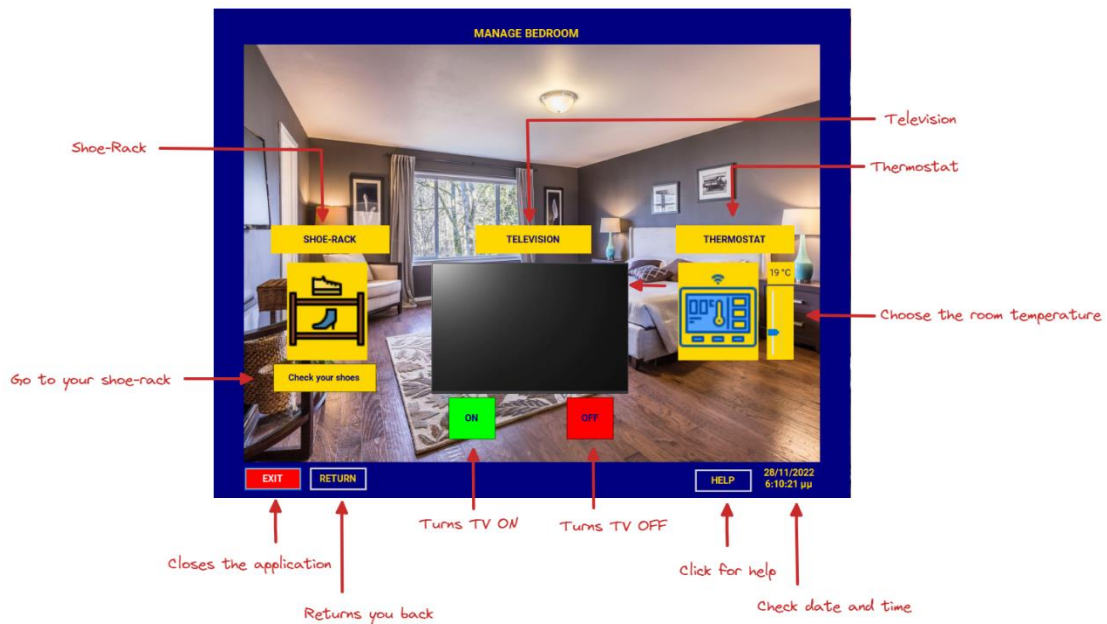 MANAGE BEDROOM
Television
Shoe-Rack
Thermostat
SHOE-RACK
TELEVISION
THERMOSTAT
19 °C
00°C
Choose the room temperature
Go to your shoe-rack
Check your shoes
ON
OFF
EXIT
RETURN
HELP
28/11/2022
6:10:21 μμ
Turns TV ON
Turns TV OFF
Closes the application
Click for help
Returns you back
Check date and time